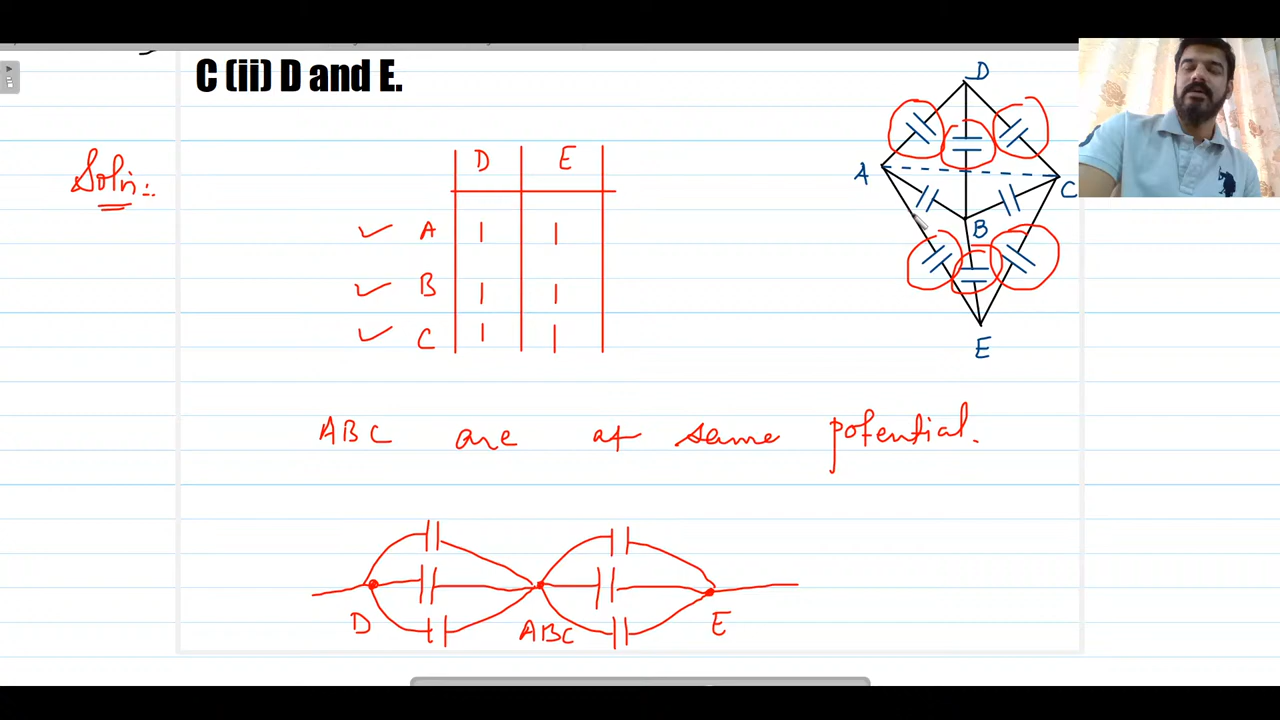 C (ii) D and E.
Soln:-
D E
A 1 1
B 1 1
C 1 1
D
A
C
B
E
ABC are at same potential.
D ABC E